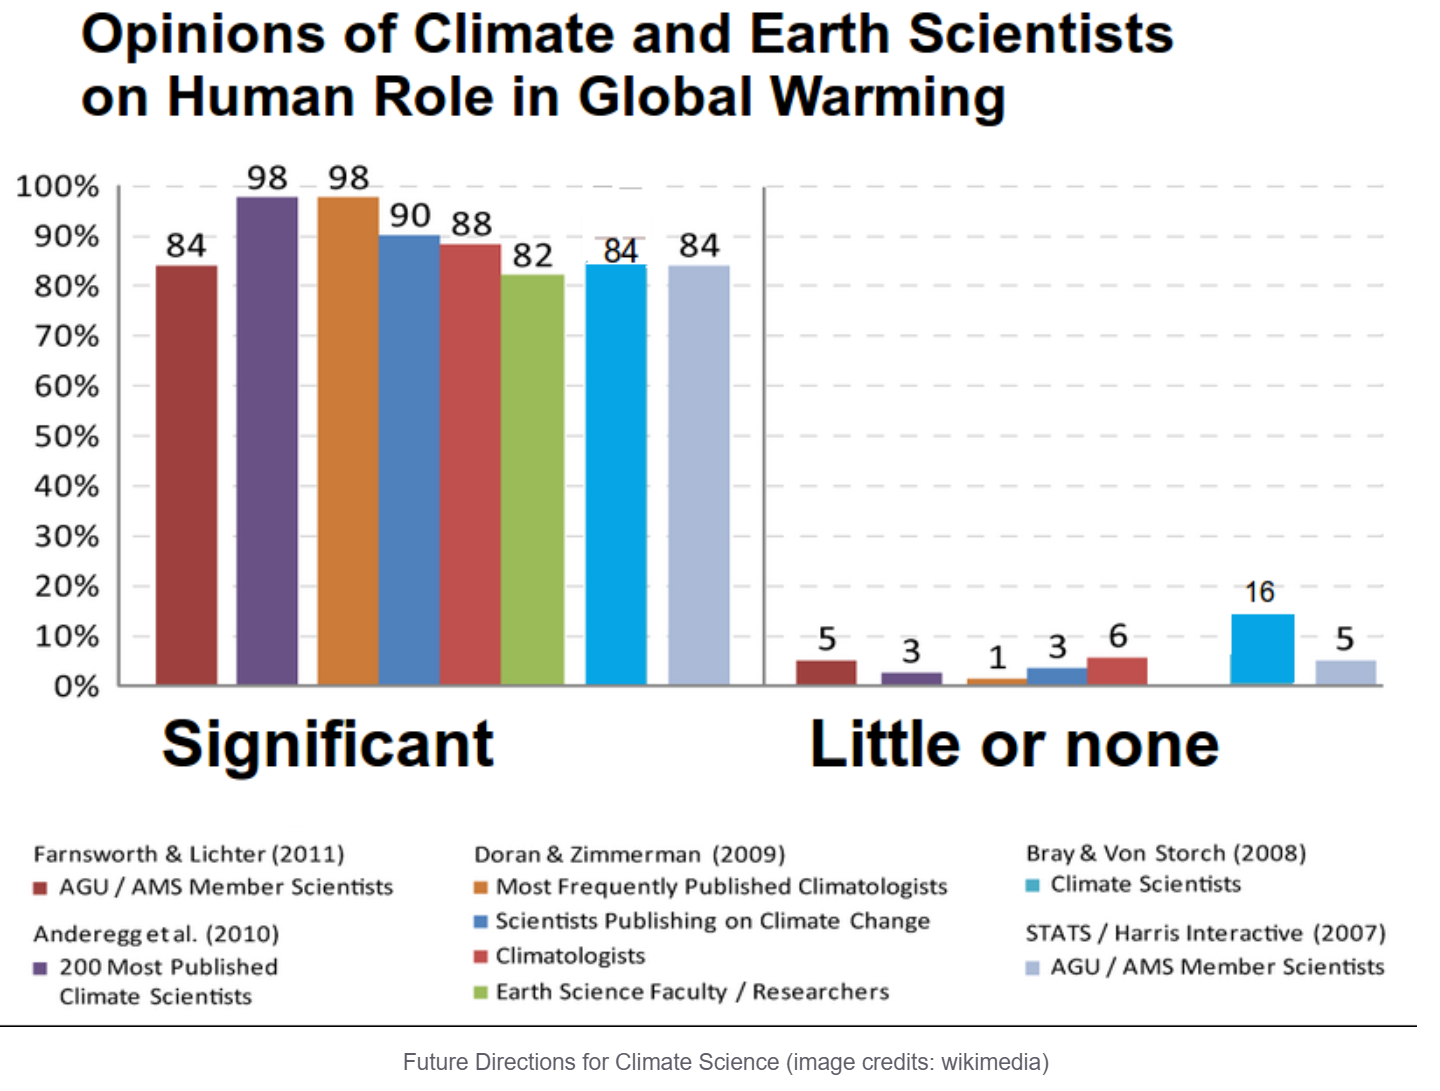 Opinions of Climate and Earth Scientists
on Human Role in Global Warming
100%
90%
80%
70%
60%
50%
40%
30%
20%
10%
0%
84
98
98
90
88
82
84
84
5
3
1
3
6
16
5
Significant
Little or none
Farnsworth & Lichter (2011)
AGU / AMS Member Scientists
Anderegg et al. (2010)
200 Most Published
Climate Scientists
Doran & Zimmerman (2009)
Most Frequently Published Climatologists
Scientists Publishing on Climate Change
Climatologists
Earth Science Faculty / Researchers
Bray & Von Storch (2008)
Climate Scientists
STATS / Harris Interactive (2007)
AGU / AMS Member Scientists
Future Directions for Climate Science (image credits: wikimedia)